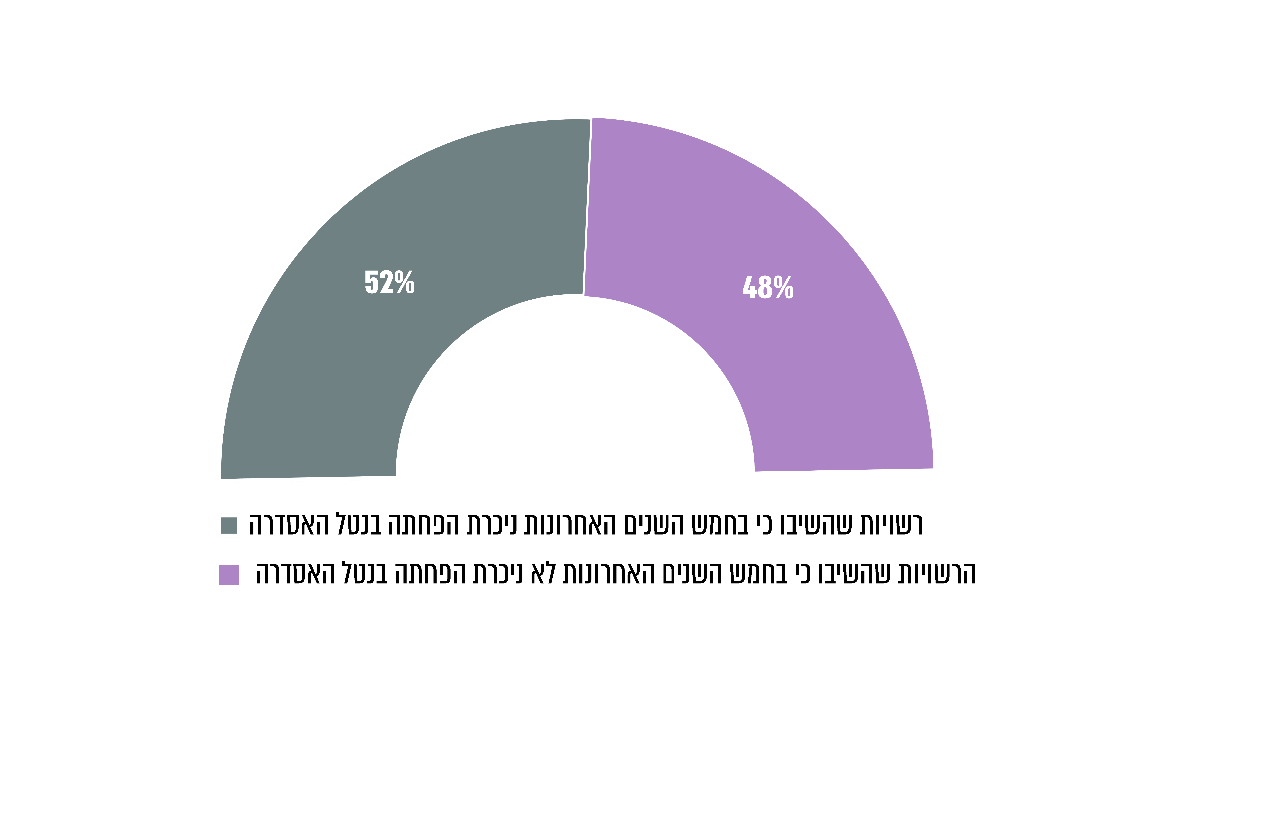 52%
48%
רשויות שהשיבו כי בחמש השנים האחרונות ניכרת הפחתה בנטל האסדרה
הרשויות שהשיבו כי בחמש השנים האחרונות לא ניכרת הפחתה בנטל האסדרה